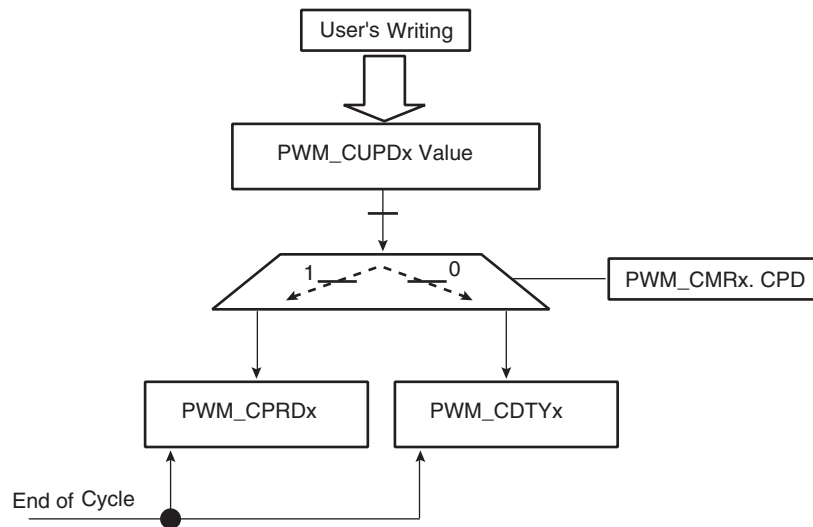 User's Writing
PWM_CUPDx Value
1
0
PWM_CMRx. CPD
PWM_CPRDx
PWM_CDTYx
End of Cycle